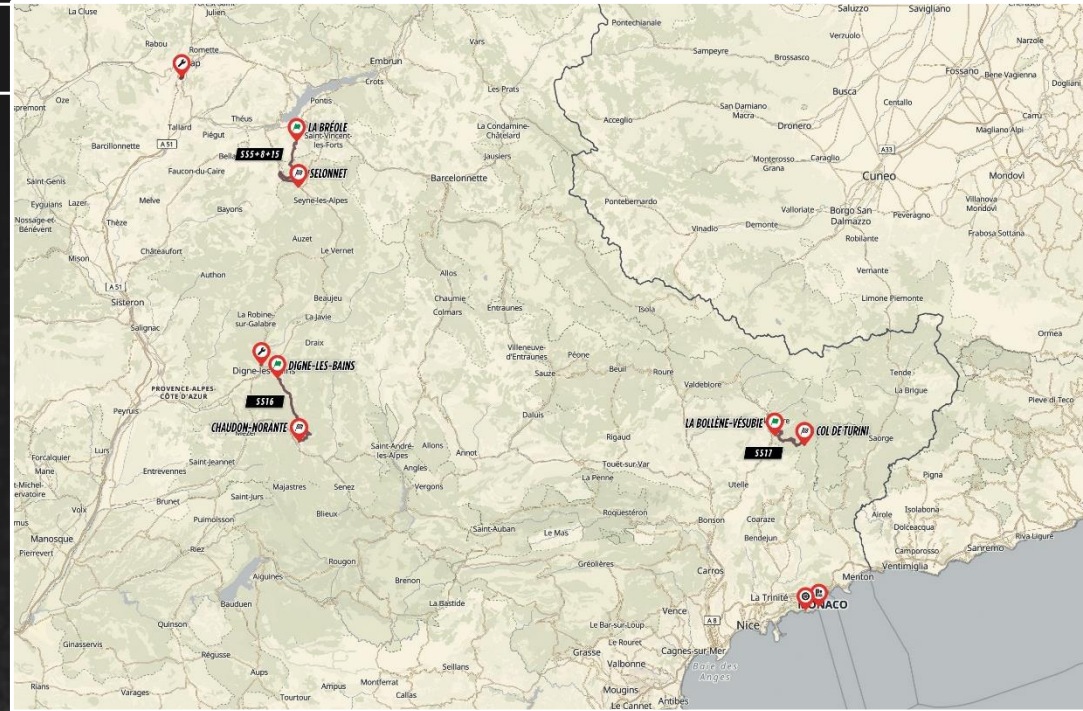 La Cluse
Julien
Rabou
Romette
Embrun
Crots
Pontis
Vars
Les Prats
Pontechianale
Sampeyre
Brossasco
Verzuolo
Saluzzo
Savigliano
Narzole
Fossano
Bene Vagenna
Dogliani
Busca
Centallo
Magliano Alpi
Carrù
San Damiano
Macra
Dronero
Acceglio
A33
Monterosso
Grana
Caraglio
Cuneo
Mondovì
Villanova
Mondovì
Oze
Tallard
Théus
Piégut
Barcillonnette
A 51
LA BRÉOLE
Saint-Vincent-
les-Forts
SS5+8+15
SELONNET
Seyne-les-Alpes
Faucon-du-Caire
La Condamine-
Châtelard
Jausiers
Barcelonnette
Pontebernardo
Vinadio
Demonte
Valloriate
Borgo San
Dalmazzo
Peveragno
Frabosa Sottana
Robilante
Vernante
Limone Piemonte
Ormea
Saint-Genis
Eyguians
Lazer
Nossage-et-
Bénévent
Thèze
Melve
Bayons
Auzet
Le Vernet
Mison
Châteaufort
Authon
A 51
Sisteron
Salignac
Beaujeu
La Javie
La Robine-
sur-Galabre
Draix
Allos
Chaumie
Colmars
Entraunes
Isola
Villeneuve-
d'Entraunes
Péone
Sauze
Beuil
Roure
Valdeblore
Tende
La Brigue
Pieve di Teco
DIGNE-LES-BAINS
SS16
CHAUDON-NORANTE
PROVENCE-ALPES-
CÔTE D'AZUR
Peyruis
Daluis
LA BOLLÈNE-VÉSUBIE
COL DE TURINI
SS17
Saorge
Lurs
Forcalquier
Mane
Saint-Jeannet
Saint-André-
les-Alpes
Allons
Annot
Angles
Vergons
Rigaud
Touët-sur-Var
La Penne
Utelle
Pigna
Entrevennes
Majastres
Senez
Brunet
Saint-Jurs
Puimoisson
Blieux
Volx
Manosque
Pierrevert
Riez
Rougon
Saint-Auban
Le Mas
Roquestéron
Bonson
Coaraze
Bendejun
Airole
Isolabona
Dolceacqua
Camporosso
Sanremo
Riva Ligure
Ventimiglia
Menton
Aiguines
Brenon
Gréolières
Carros
La Trinité
MONACO
Bauduen
La Bastide
Vence
A 8
Nice
Le Bar-sur-Loup
Le Rouret
Cagnes-sur-Mer
Grasse
Valbonne
Baie des
Anges
Quinson
Ginasservis
Régusse
Aups
Seillans
Rians
Varages
Tourtour
Ampus
Montferrat
Callas
Mougins
Le Cannet
Antibes